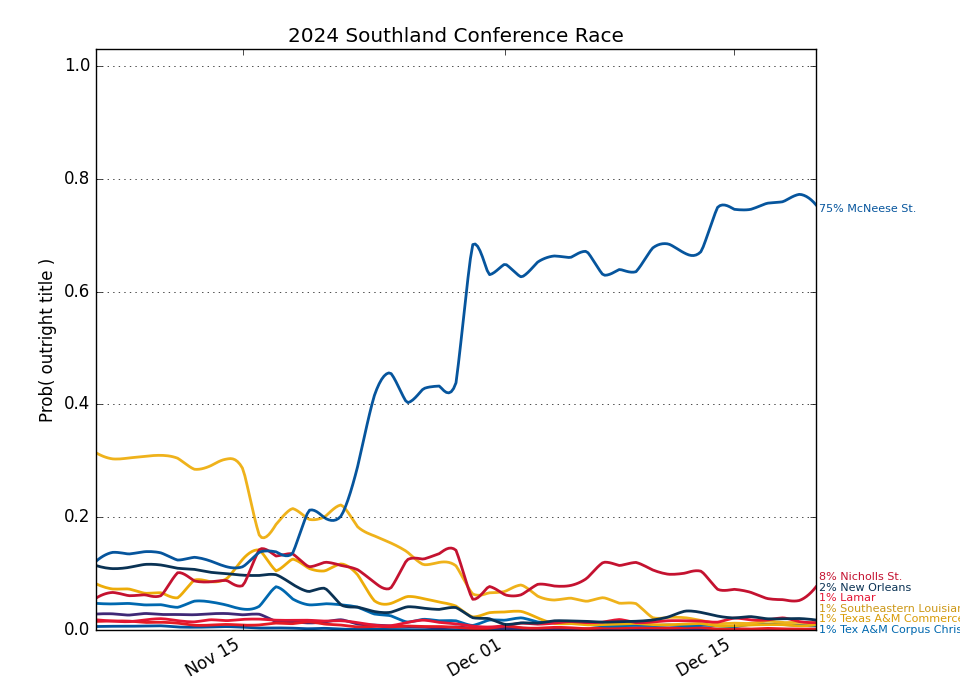 2024 Southland Conference Race
Prob( outright title )
1.0
0.8
0.6
0.4
0.2
0.0
Nov 15
Dec 01
Dec 15
75% McNeese St.
8% Nicholls St.
2% New Orleans
1% Lamar
1% Southeastern Louisian
1% Texas A&M Commerce
1% Tex A&M Corpus Chris